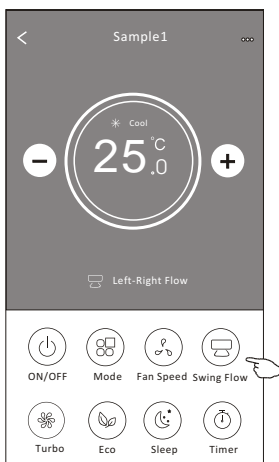 Sample1
Cool
25.0°C
Left-Right Flow
ON/OFF Mode Fan Speed Swing Flow
Turbo Eco Sleep Timer